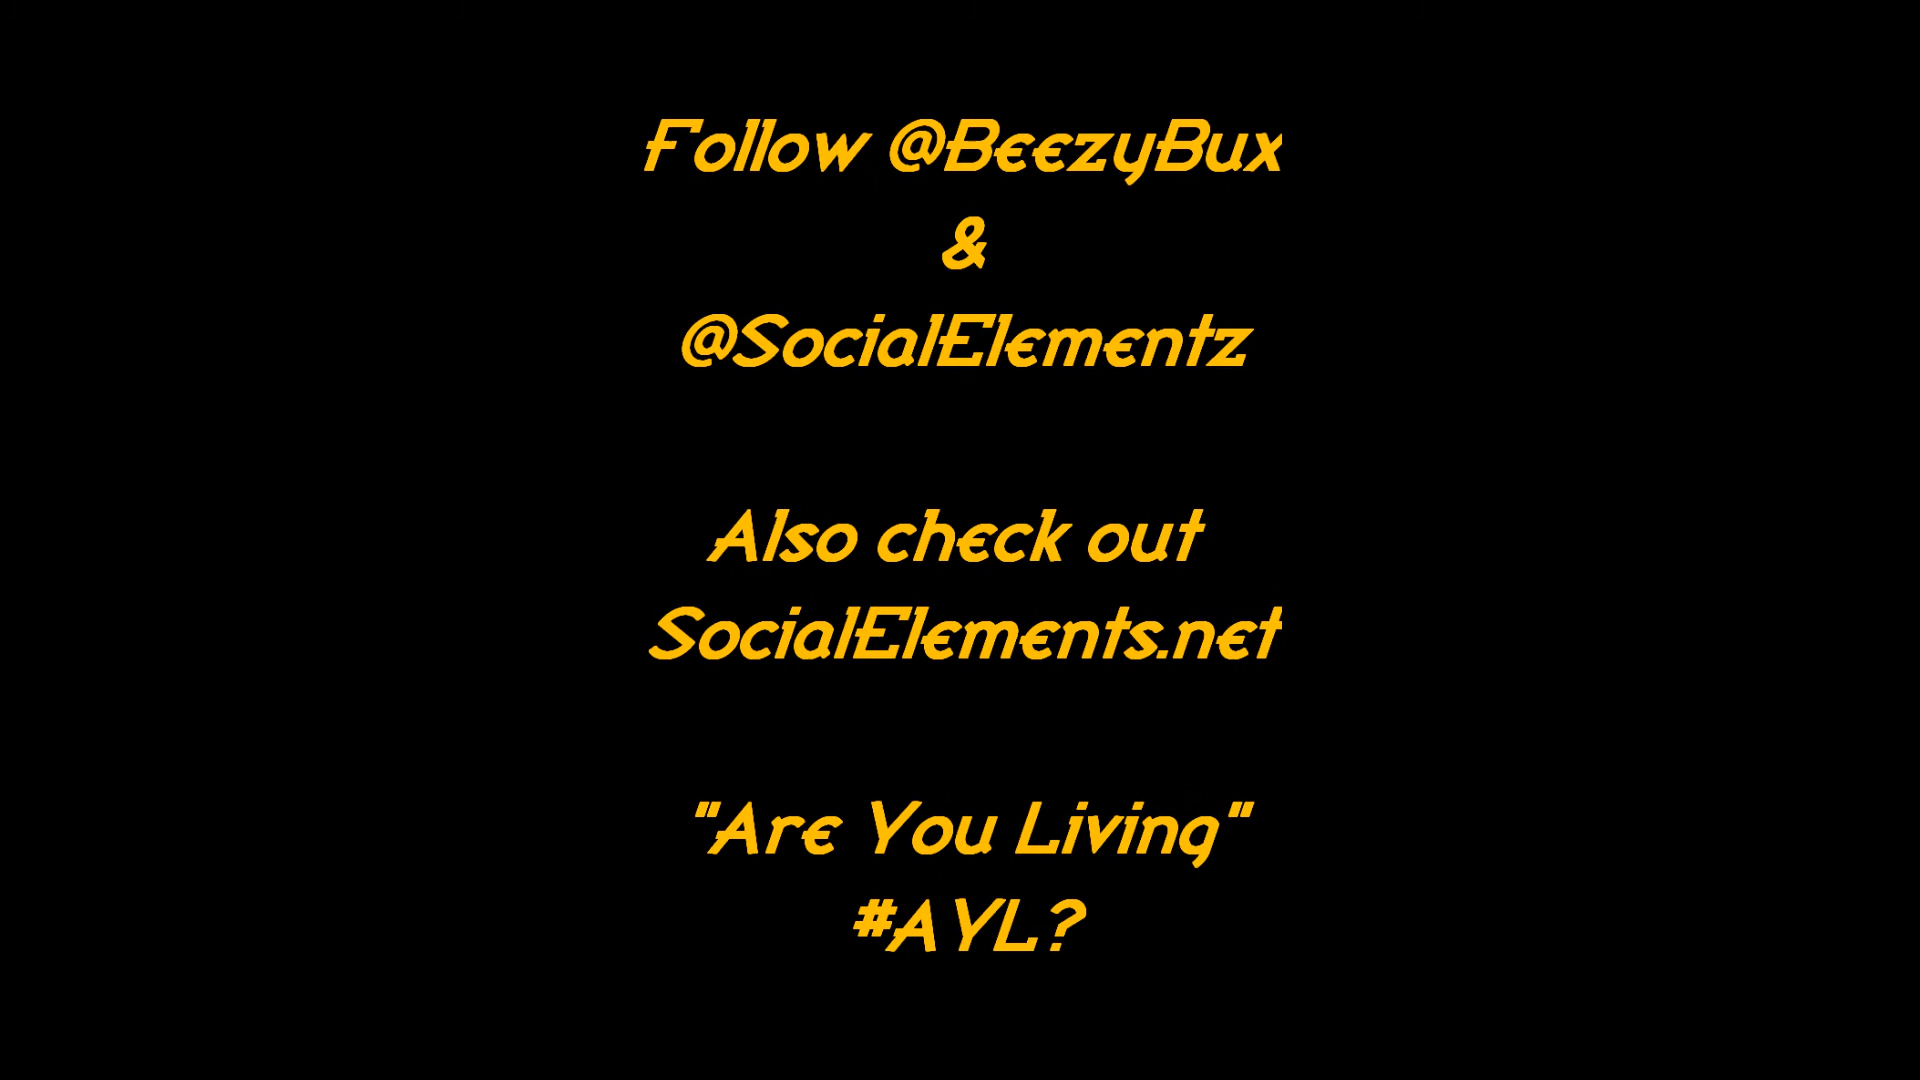 Follow @BeezyBux
&
@SocialElementz
Also check out
SocialElements.net
"Are You Living"
#AYL?